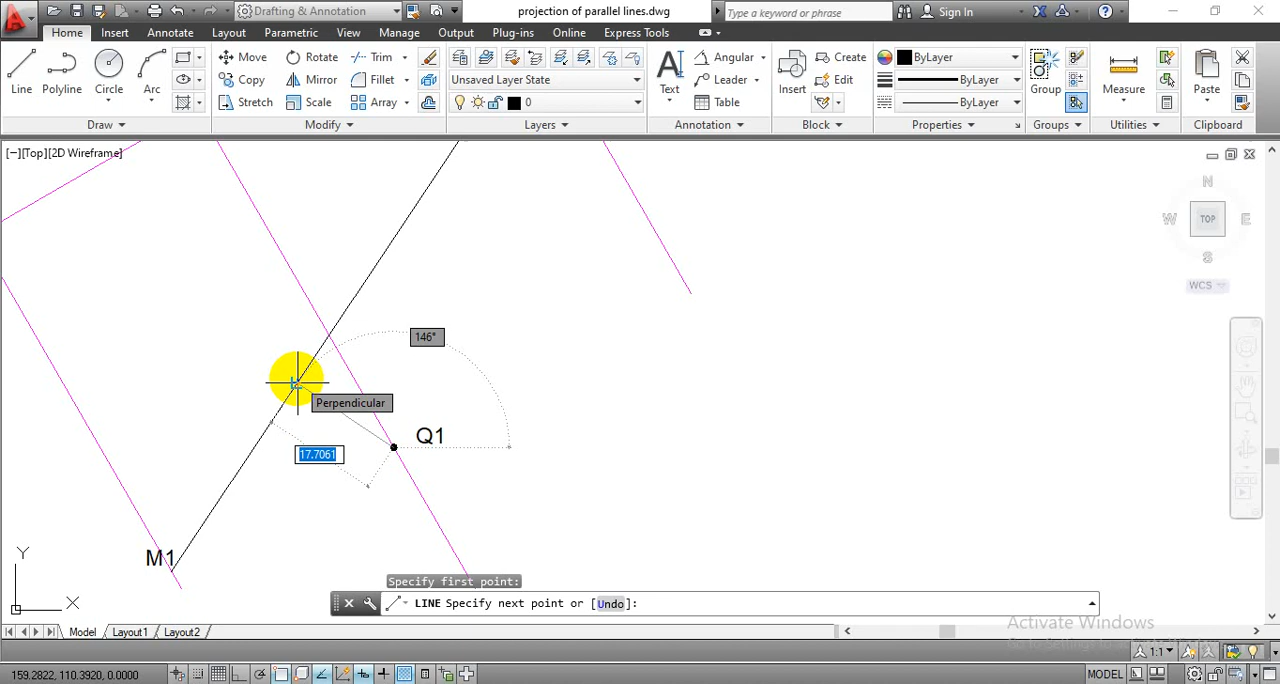 Drafting & Annotation
projection of parallel lines.dwg
Type a keyword or phrase
Sign In
Home Insert Annotate Layout Parametric View Manage Output Plug-ins Online Express Tools
Line
Polyline
Circle
Arc
Draw
Move
Rotate
Trim
Copy
Mirror
Fillet
Stretch
Scale
Array
Modify
Unsaved Layer State
0
Layers
Text
Angular
Leader
Table
Annotation
Insert
Create
Edit
Block
ByLayer
ByLayer
ByLayer
Properties
Group
Groups
Measure
Utilities
Paste
Clipboard
[−][Top][2D Wireframe]
N
W
TOP
E
S
WCS
146°
Perpendicular
Q1
17.7061
M1
Y
X
Specify first point:
LINE Specify next point or [Undo]:
Activate Windows
Model Layout1 Layout2
1:1
159.2822, 110.3920, 0.0000
MODEL